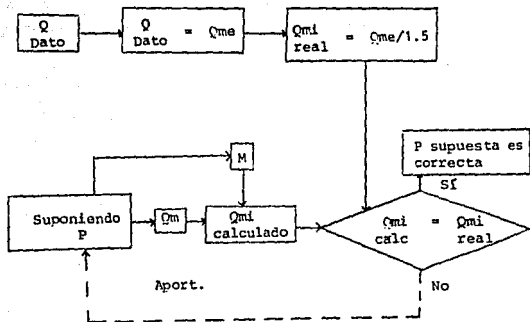 Q
Dato
Q
Dato = Qme
Qmi
real = Qme/1.5
M
P supuesta es
correcta
Sí
Suponiendo
P
Qm
Qmi
calculado
Qmi = Qmi
calc real
Aport.
No